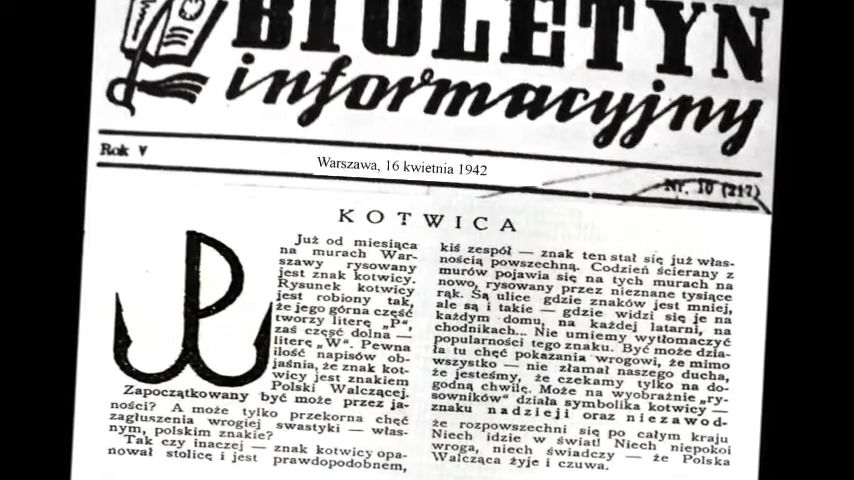 BIULETYN
informacyjny
Rok V
Warszawa, 16 kwietnia 1942
Nr. 10 (217)
KOTWICA
Już od miesiąca
na murach War-
szawy rysowany
jest znak kotwicy.
Rysunek kotwicy
jest robiony tak,
że jego górna część
tworzy literę „P",
zaś część dolna —
literę „W". Pewna
ilość napisów ob-
jaśnia, że znak kot-
wicy jest znakiem
Polski Walczącej.
Zapoczątkowany być może przez ja-
kiś zespół — znak ten stał się już włas-
nością powszechną. Codzień ścierany z
murów pojawia się na tych murach na
nowo, rysowany przez nieznane tysiące
rąk. Są ulice gdzie znaków jest mniej,
ale są i takie — gdzie widzi się je na
każdym domu, na każdej latarni, na
chodnikach... Nie umiemy wytłomaczyć
popularności tego znaku. Być może dzia-
ła tu chęć pokazania wrogowi, że mimo
wszystko — nie złamał naszego ducha,
że jesteśmy, że czekamy tylko na do-
godną chwilę. Może na wyobraźnie „ry-
sowników" działa symbolika kotwicy —
znaku nadzieji oraz niezawod-
ności? A może tylko przekorna chęć
zagłuszenia wrogiej swastyki — włas-
nym, polskim znakie?
Tak czy inaczej — znak kotwicy opa-
nował stolicę i jest prawdopodobnem,
że rozpowszechni się po całym kraju
Niech idzie w świat! Niech niepokoi
wroga, niech świadczy — że Polska
Walcząca żyje i czuwa.